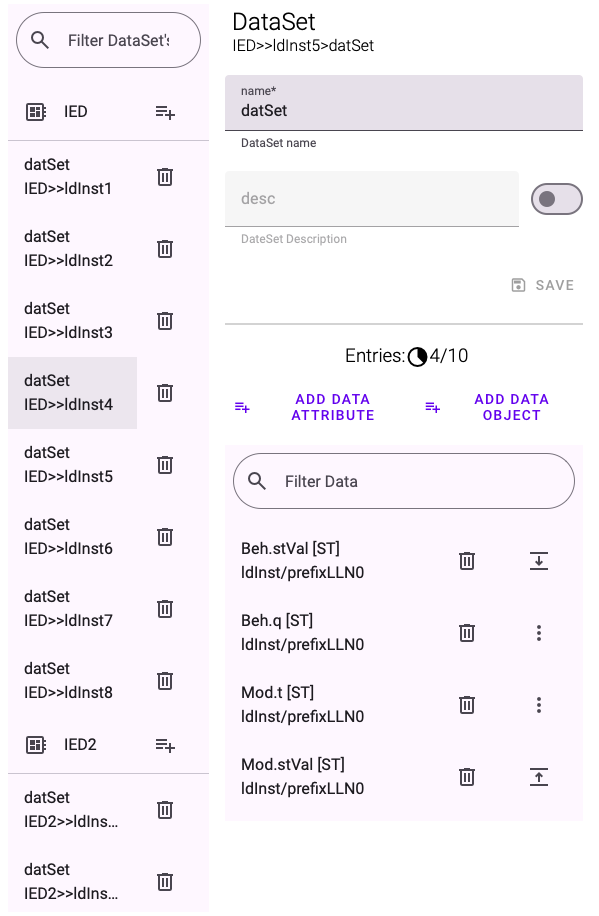 Filter DataSet's
IED
datSet
IED>>ldInst1
datSet
IED>>ldInst2
datSet
IED>>ldInst3
datSet
IED>>ldInst4
datSet
IED>>ldInst5
datSet
IED>>ldInst6
datSet
IED>>ldInst7
datSet
IED>>ldInst8
IED2
datSet
IED2>>ldIns...
datSet
IED2>>ldIns...
DataSet
IED>>ldInst5>datSet
name*
datSet
DataSet name
desc
DateSet Description
SAVE
Entries: 4/10
ADD DATA
ATTRIBUTE
ADD DATA
OBJECT
Filter Data
Beh.stVal [ST]
ldInst/prefixLLN0
Beh.q [ST]
ldInst/prefixLLN0
Mod.t [ST]
ldInst/prefixLLN0
Mod.stVal [ST]
ldInst/prefixLLN0